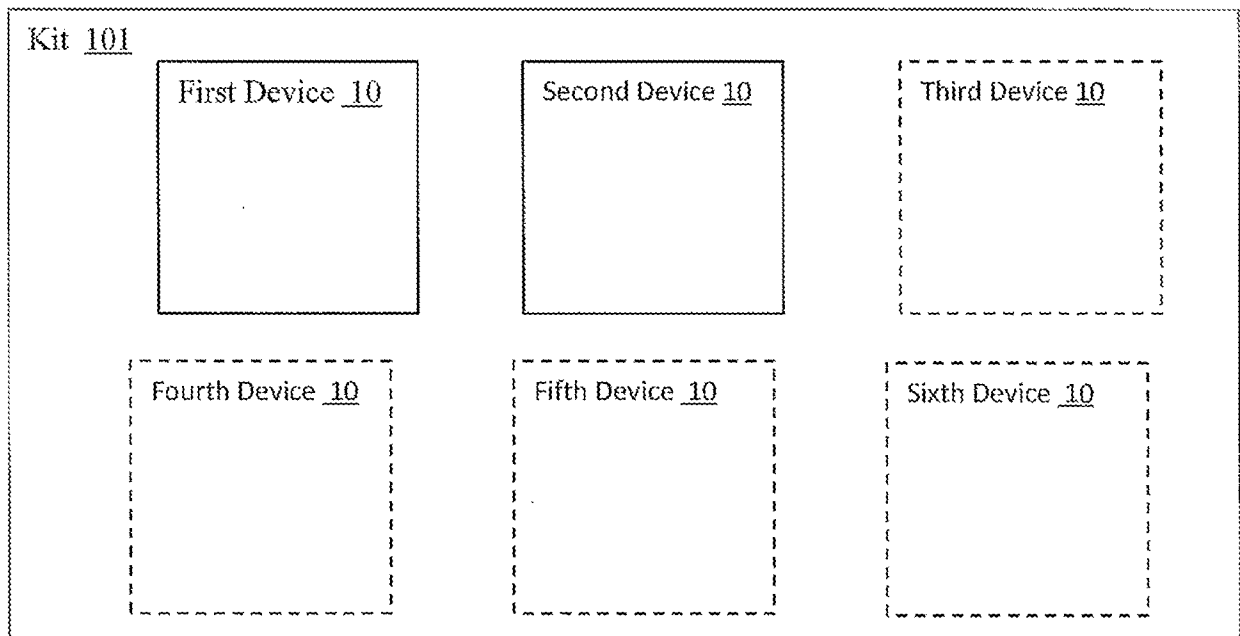 Kit 101
First Device 10
Second Device 10
Third Device 10
Fourth Device 10
Fifth Device 10
Sixth Device 10